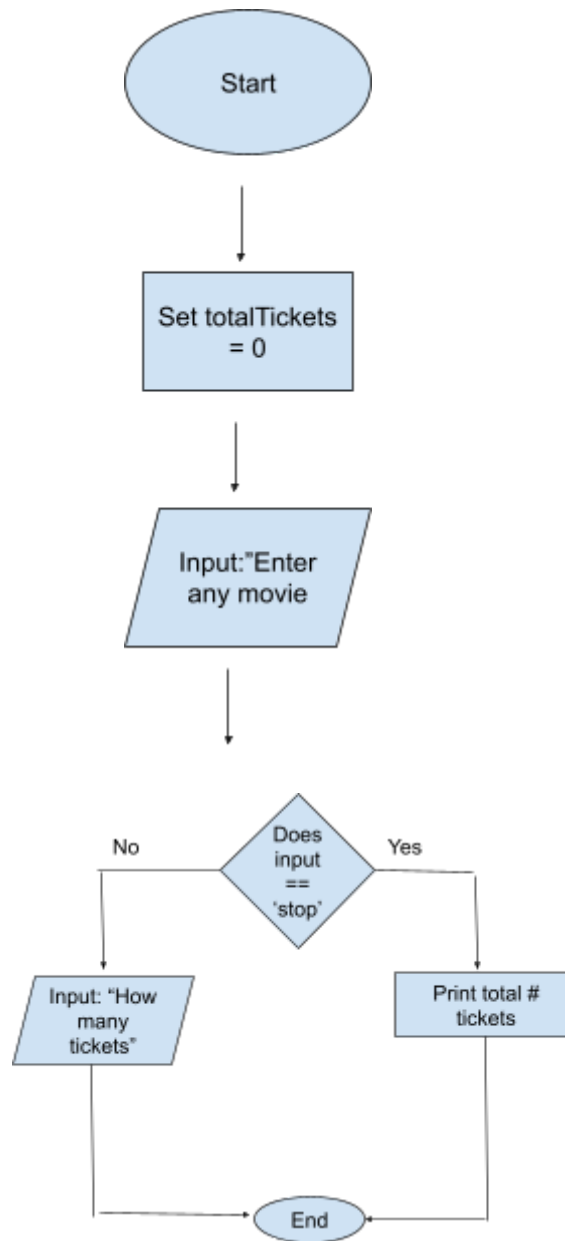 Start
Set totalTickets
= 0
Input:”Enter
any movie
Does
input
==
‘stop’
No
Yes
Input: “How
many
tickets”
Print total #
tickets
End